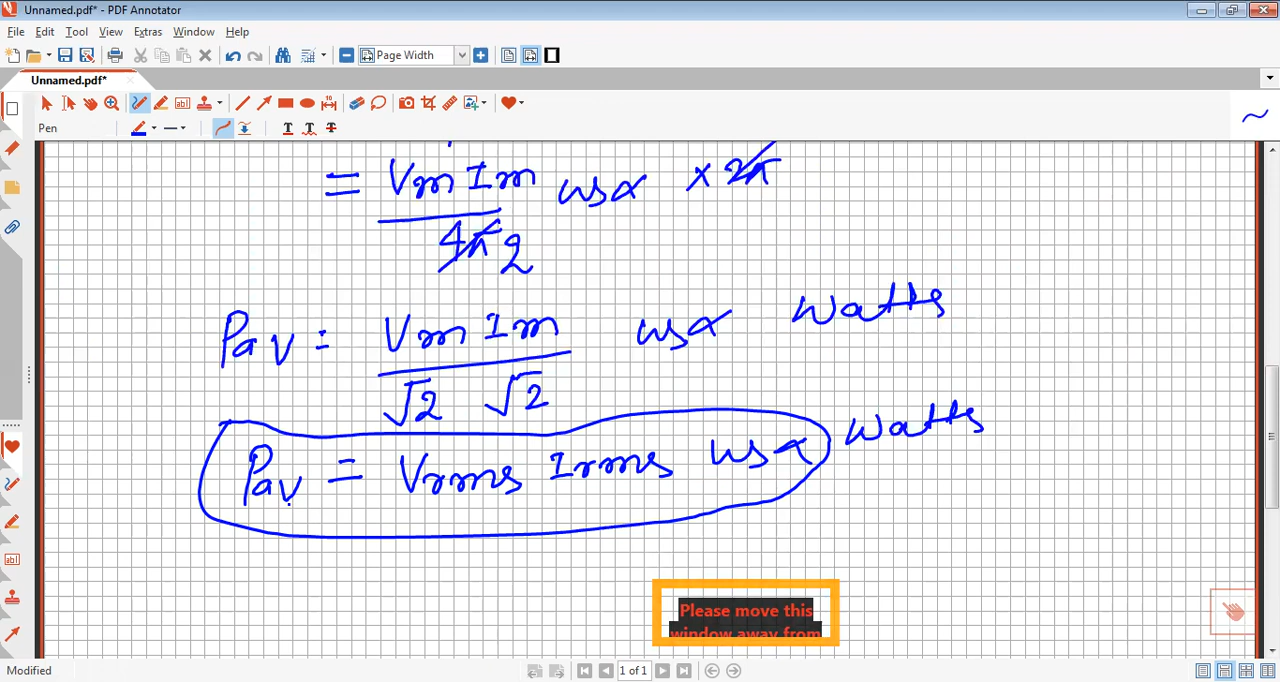 Unnamed.pdf* - PDF Annotator
File Edit Tool View Extras Window Help
Page Width
Unnamed.pdf*
Pen
= Vm Im cosα × 2π
4π 2
Pav = Vm Im cosα Watts
√2 √2
Pav = Vrms Irms cosα Watts
Please move this
window away from
Modified
1 of 1